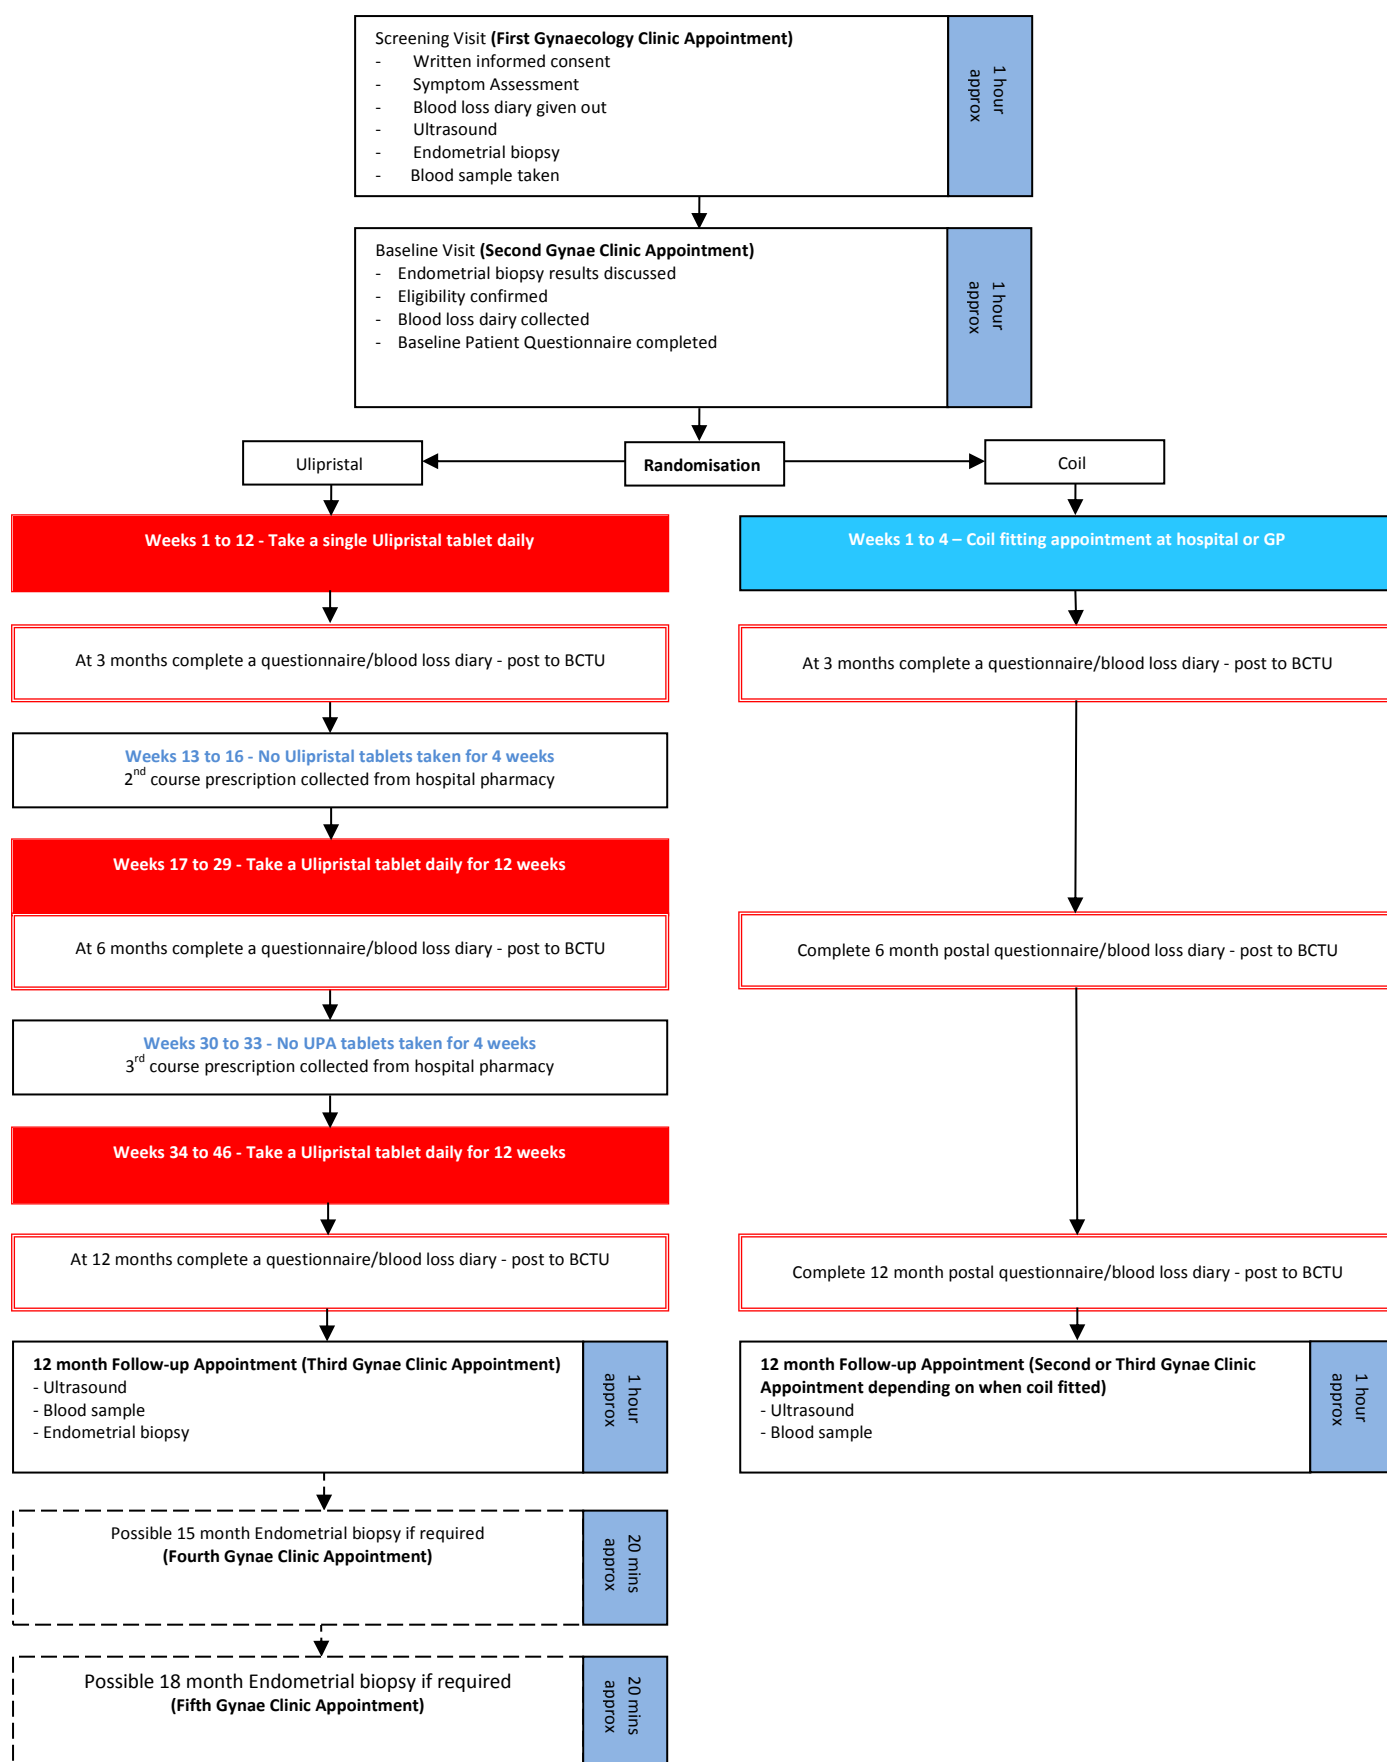 Screening Visit (First Gynaecology Clinic Appointment)
- Written informed consent
- Symptom Assessment
- Blood loss diary given out
- Ultrasound
- Endometrial biopsy
- Blood sample taken
1 hour
approx
Baseline Visit (Second Gynae Clinic Appointment)
- Endometrial biopsy results discussed
- Eligibility confirmed
- Blood loss dairy collected
- Baseline Patient Questionnaire completed
1 hour
approx
Ulipristal
Randomisation
Coil
Weeks 1 to 12 - Take a single Ulipristal tablet daily
Weeks 1 to 4 – Coil fitting appointment at hospital or GP
At 3 months complete a questionnaire/blood loss diary - post to BCTU
At 3 months complete a questionnaire/blood loss diary - post to BCTU
Weeks 13 to 16 - No Ulipristal tablets taken for 4 weeks
2nd course prescription collected from hospital pharmacy
Weeks 17 to 29 - Take a Ulipristal tablet daily for 12 weeks
At 6 months complete a questionnaire/blood loss diary - post to BCTU
Complete 6 month postal questionnaire/blood loss diary - post to BCTU
Weeks 30 to 33 - No UPA tablets taken for 4 weeks
3rd course prescription collected from hospital pharmacy
Weeks 34 to 46 - Take a Ulipristal tablet daily for 12 weeks
At 12 months complete a questionnaire/blood loss diary - post to BCTU
Complete 12 month postal questionnaire/blood loss diary - post to BCTU
12 month Follow-up Appointment (Third Gynae Clinic Appointment)
- Ultrasound
- Blood sample
- Endometrial biopsy
1 hour
approx
12 month Follow-up Appointment (Second or Third Gynae Clinic
Appointment depending on when coil fitted)
- Ultrasound
- Blood sample
1 hour
approx
Possible 15 month Endometrial biopsy if required
(Fourth Gynae Clinic Appointment)
20 mins
approx
Possible 18 month Endometrial biopsy if required
(Fifth Gynae Clinic Appointment)
20 mins
approx